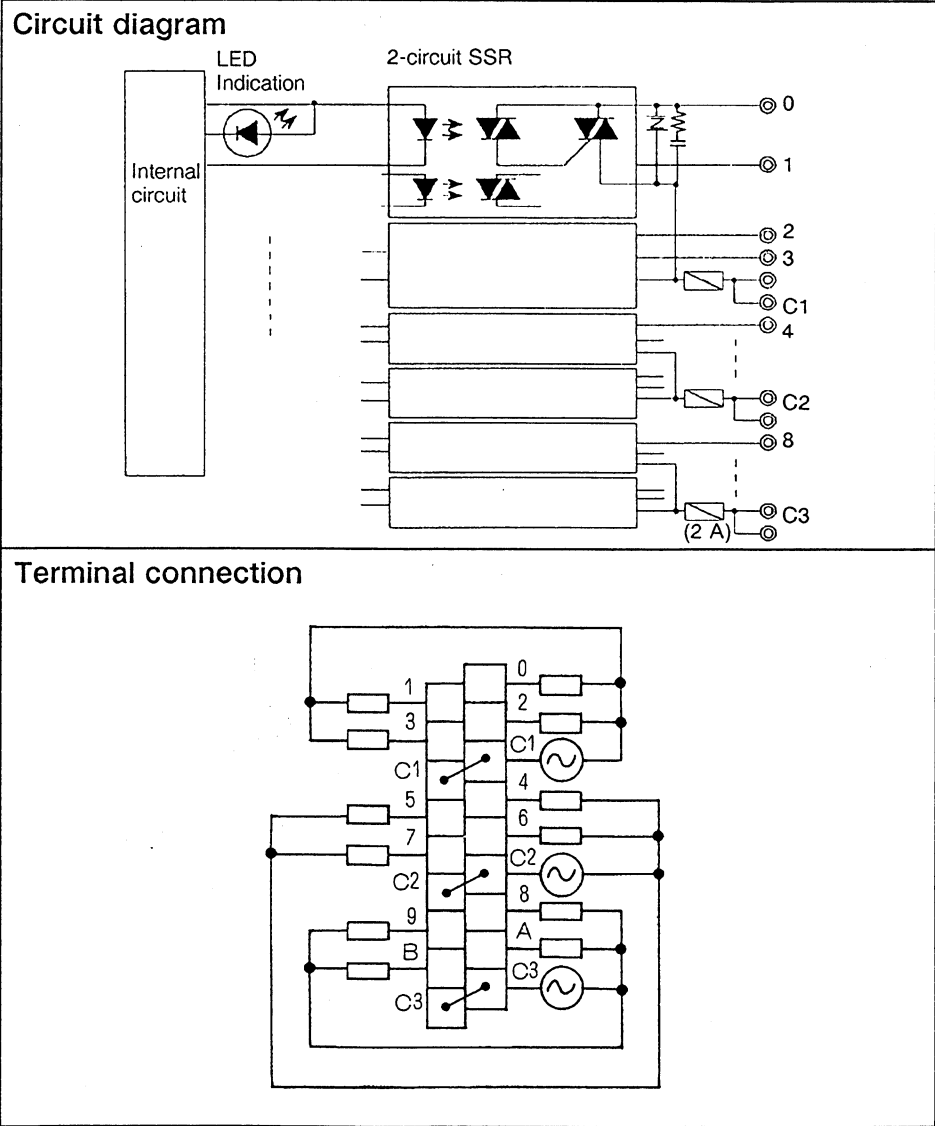 Circuit diagram
LED
Indication
2-circuit SSR
Internal
circuit
0
1
2
3
C1
4
C2
8
C3
(2 A)
Terminal connection
0
1
2
3
C1
C1
4
5
6
7
C2
C2
8
9
A
B
C3
C3